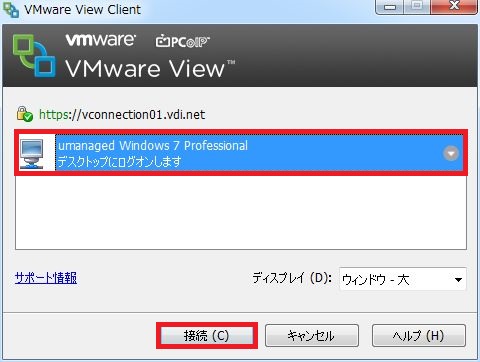 VMware View Client
vmware PCoIP
VMware View™
https://vconnection01.vdi.net
umanaged Windows 7 Professional
デスクトップにログオンします
サポート情報 ディスプレイ (D): ウィンドウ - 大
接続 (C) キャンセル ヘルプ (H)